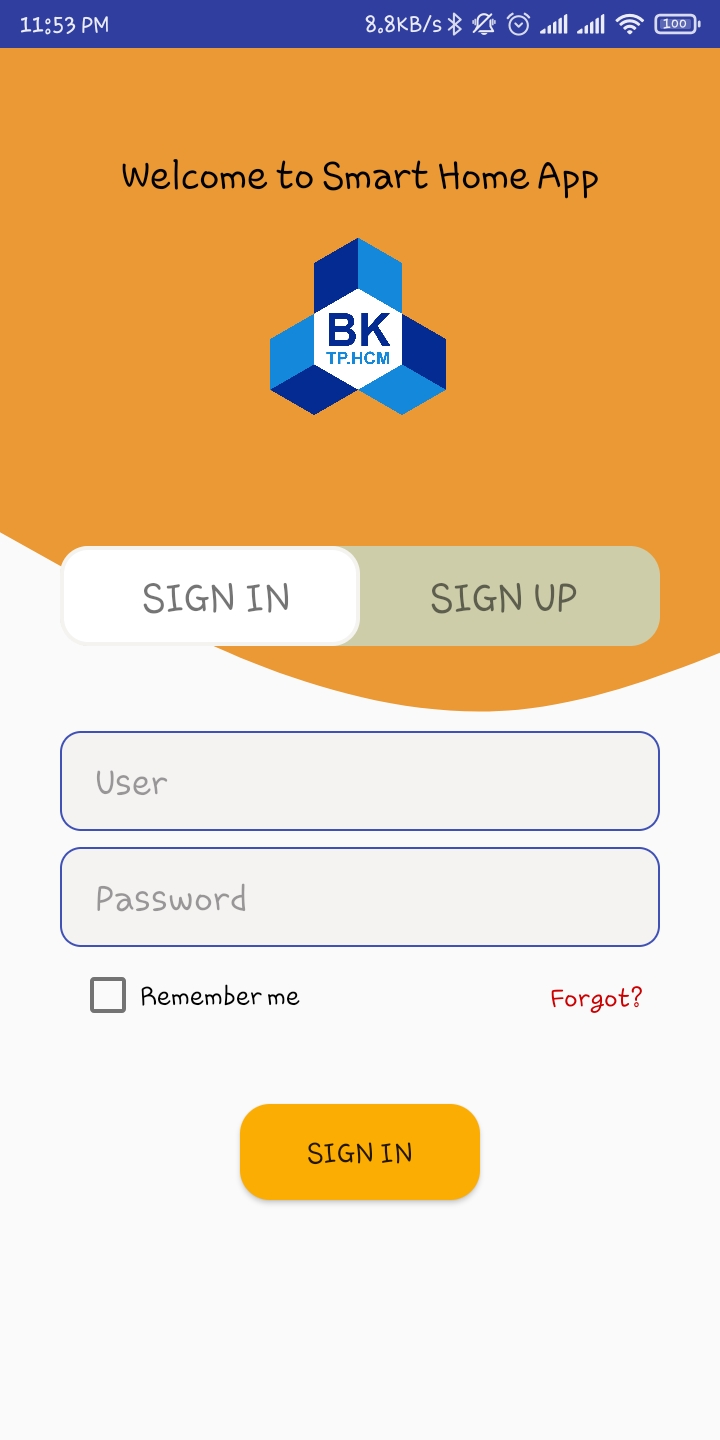 11:53 PM 8.8KB/s 100
Welcome to Smart Home App
BK
TP.HCM
SIGN IN SIGN UP
User
Password
Remember me Forgot?
SIGN IN